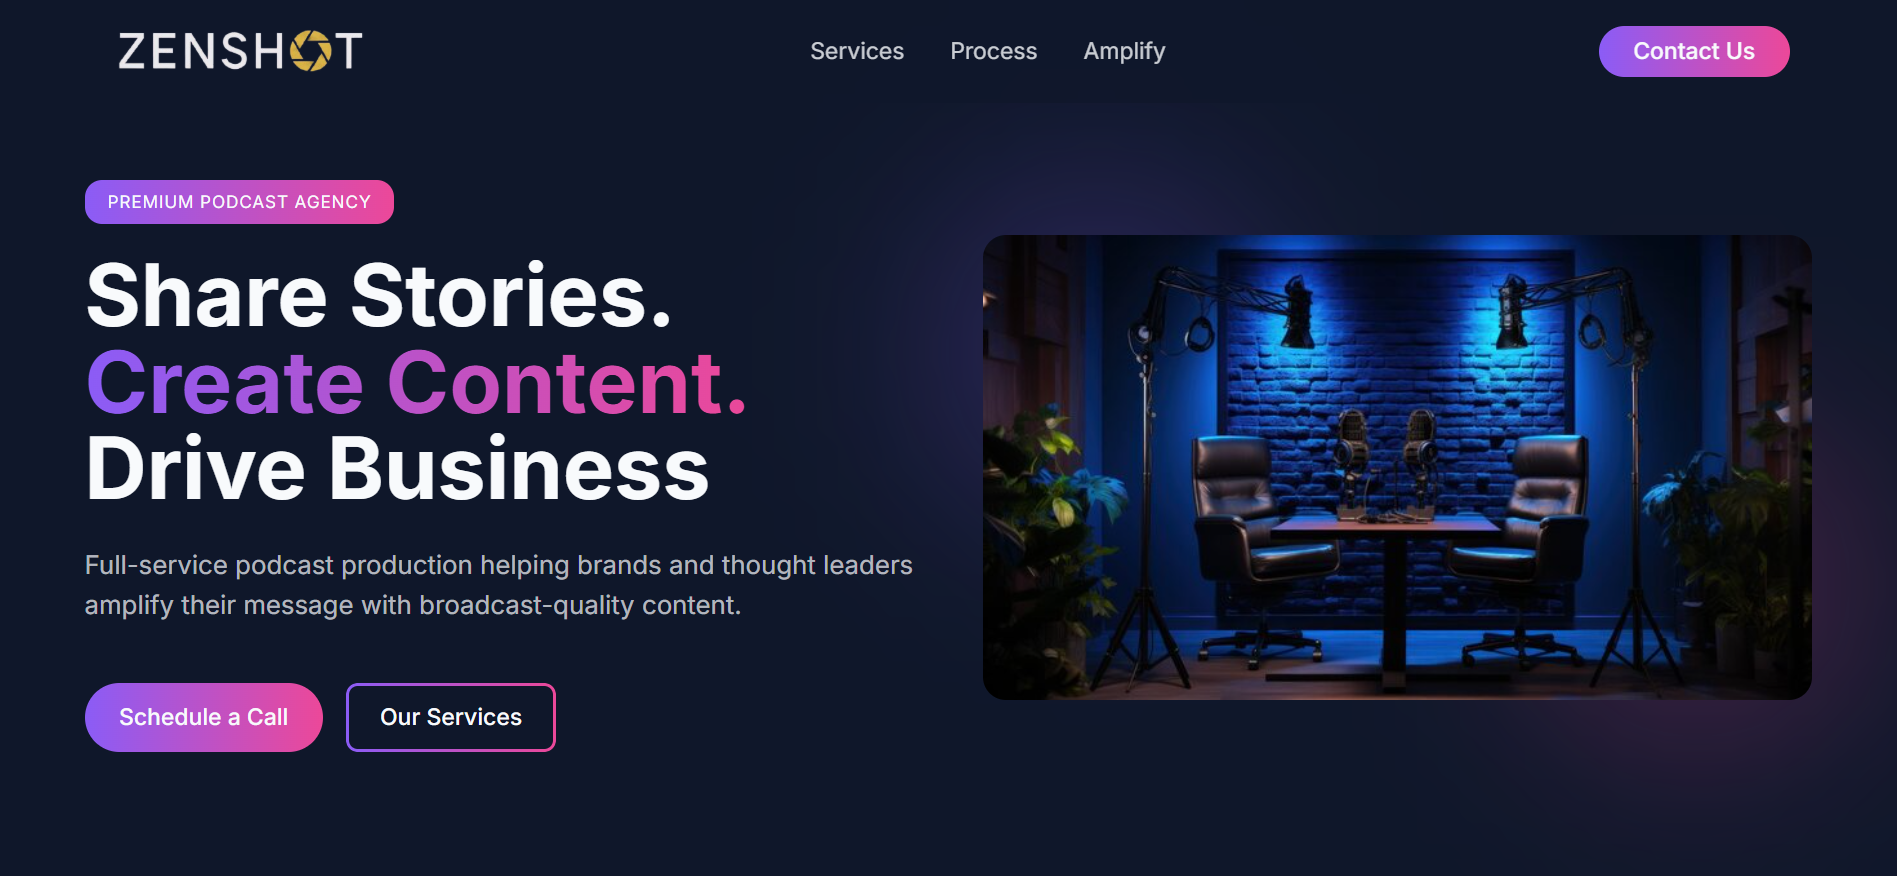 ZENSHOT
Services
Process
Amplify
Contact Us
PREMIUM PODCAST AGENCY
Share Stories.
Create Content.
Drive Business
Full-service podcast production helping brands and thought leaders
amplify their message with broadcast-quality content.
Schedule a Call
Our Services